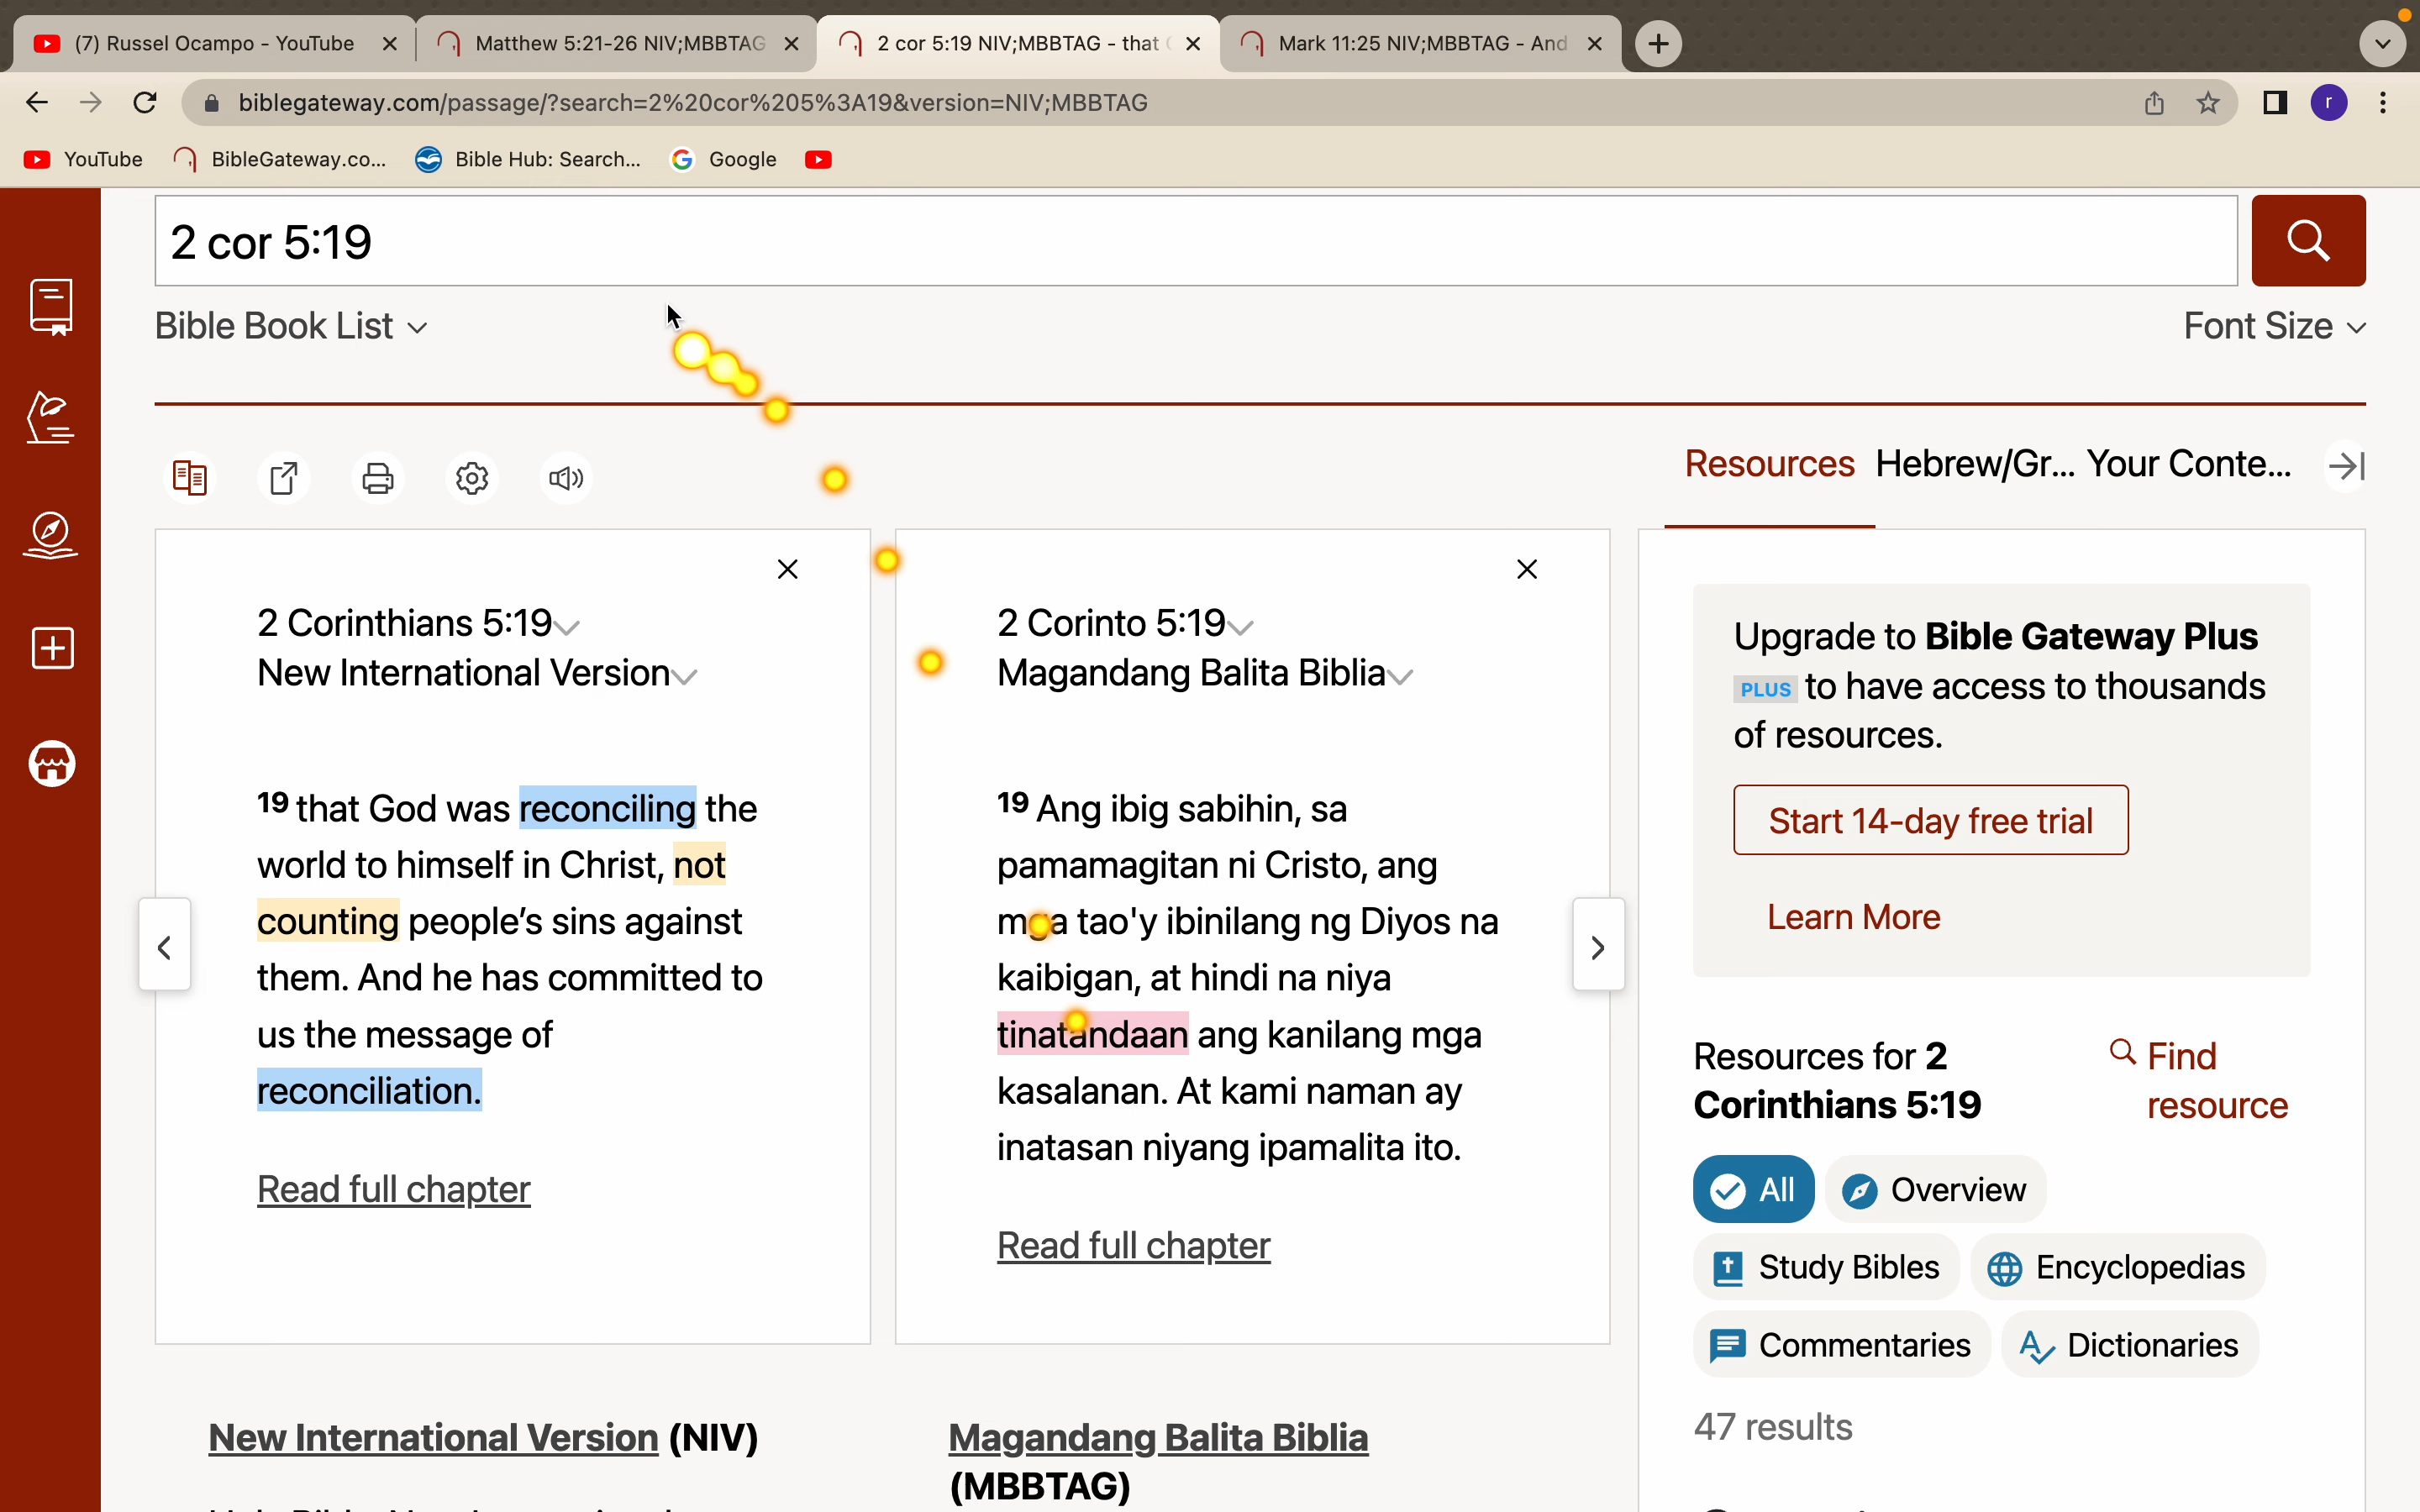 (7) Russel Ocampo - YouTube
Matthew 5:21-26 NIV;MBBTAG
2 cor 5:19 NIV;MBBTAG - that
Mark 11:25 NIV;MBBTAG - And
biblegateway.com/passage/?search=2%20cor%205%3A19&version=NIV;MBBTAG
r
YouTube
BibleGateway.co...
Bible Hub: Search...
Google
2 cor 5:19
Bible Book List
Font Size
Resources
Hebrew/Gr...
Your Conte...
2 Corinthians 5:19
New International Version
19 that God was reconciling the
world to himself in Christ, not
counting people’s sins against
them. And he has committed to
us the message of
reconciliation.
Read full chapter
2 Corinto 5:19
Magandang Balita Biblia
19 Ang ibig sabihin, sa
pamamagitan ni Cristo, ang
mga tao'y ibinilang ng Diyos na
kaibigan, at hindi na niya
tinatandaan ang kanilang mga
kasalanan. At kami naman ay
inatasan niyang ipamalita ito.
Read full chapter
Upgrade to Bible Gateway Plus
PLUS to have access to thousands
of resources.
Start 14-day free trial
Learn More
Resources for 2
Corinthians 5:19
Find
resource
All
Overview
Study Bibles
Encyclopedias
Commentaries
Dictionaries
47 results
New International Version (NIV)
Magandang Balita Biblia
(MBBTAG)